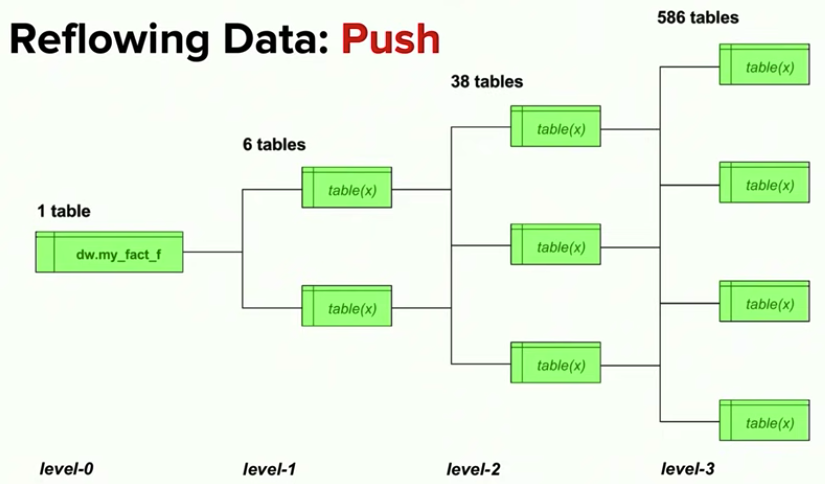 Reflowing Data: Push
586 tables
38 tables
6 tables
1 table
dw.my_fact_f
table(x)
table(x)
table(x)
table(x)
table(x)
table(x)
table(x)
table(x)
table(x)
level-0
level-1
level-2
level-3